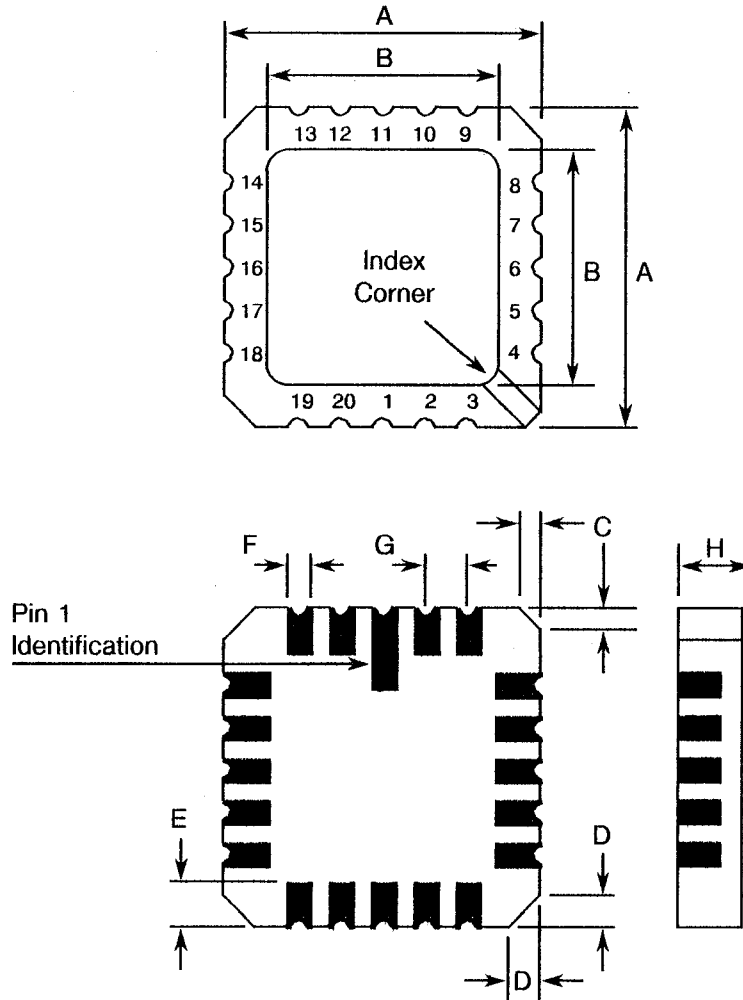 A
B
13 12 11 10 9
14 8
15 7
16 6
17 5
18 4
Index
Corner
B A
19 20 1 2 3
F G C H
Pin 1
Identification
E D
D